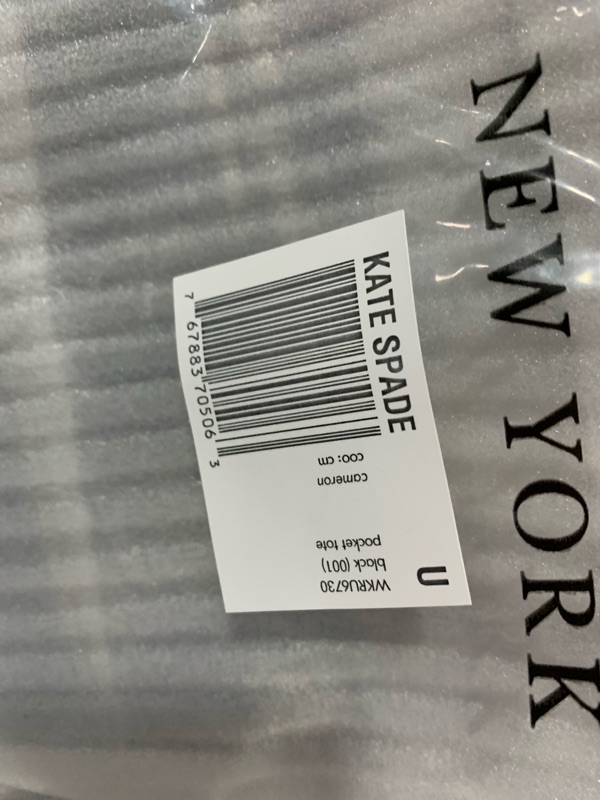 NEW YORK
KATE SPADE
7 67883 70506 3
U
WKRU6730
black (001)
pocket tote
cameron
coo: cm